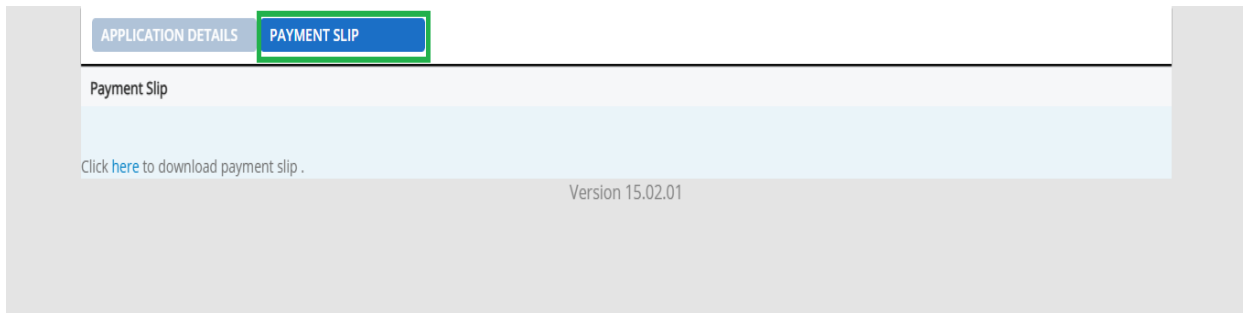 APPLICATION DETAILS PAYMENT SLIP
Payment Slip
Click here to download payment slip .
Version 15.02.01